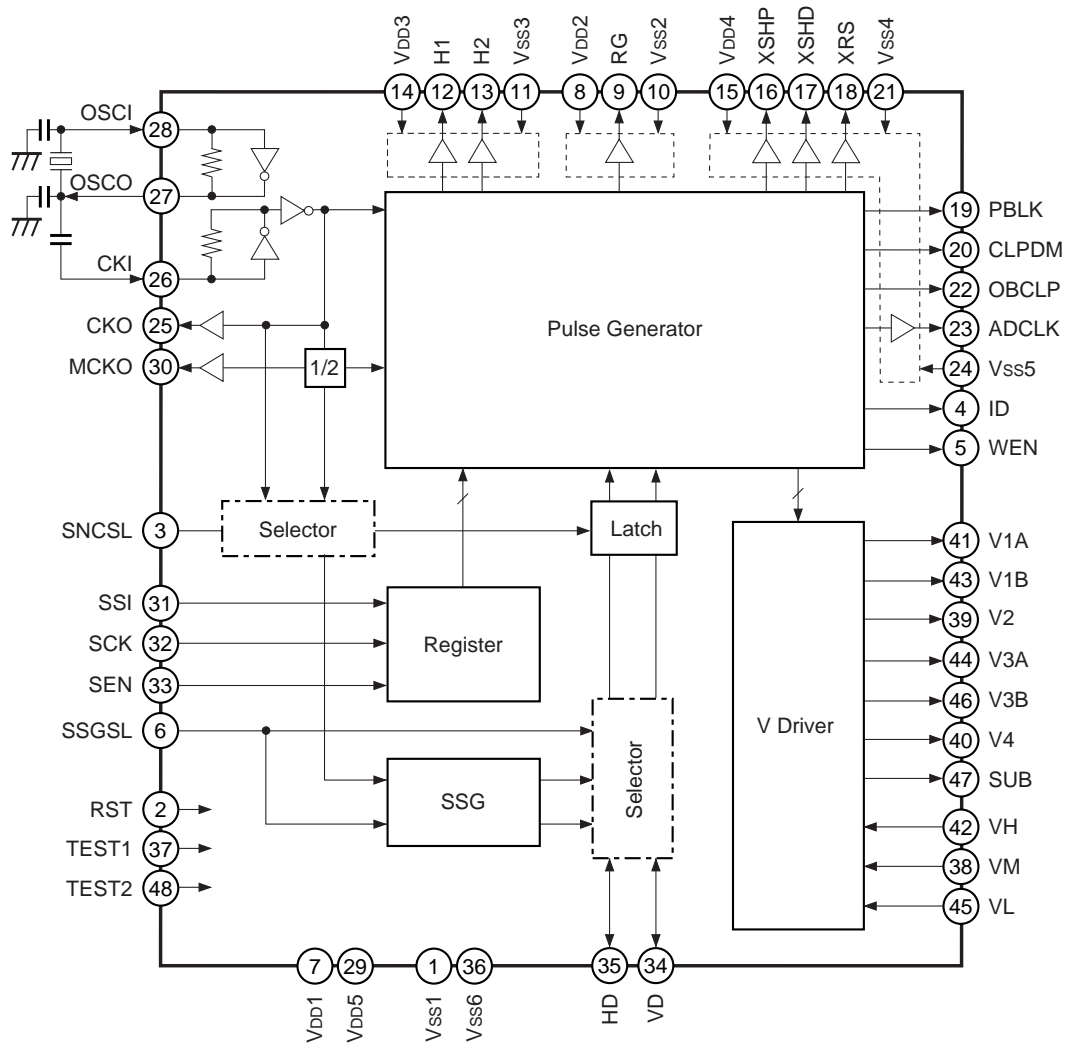 VDD3
H1
H2
VSS3
VDD2
RG
VSS2
VDD4
XSHP
XSHD
XRS
VSS4
14
12
13
11
8
9
10
15
16
17
18
21
OSCI
28
OSCO
27
CKI
26
CKO
25
MCKO
30
1/2
Pulse Generator
19
PBLK
20
CLPDM
22
OBCLP
23
ADCLK
24
VSS5
4
ID
5
WEN
SNCSL
3
Selector
Latch
SSI
31
SCK
32
SEN
33
Register
SSGSL
6
SSG
Selector
RST
2
TEST1
37
TEST2
48
V Driver
41
V1A
43
V1B
39
V2
44
V3A
46
V3B
40
V4
47
SUB
42
VH
38
VM
45
VL
7
29
1
36
35
34
VDD1
VDD5
VSS1
VSS6
HD
VD